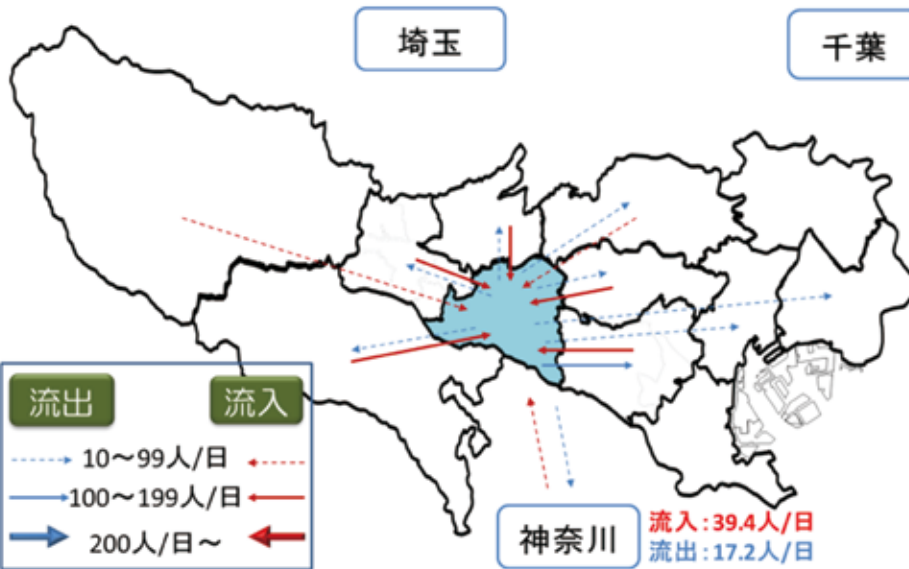 埼玉
千葉
流出
流入
10～99人/日
100～199人/日
200人/日～
神奈川
流入:39.4人/日
流出:17.2人/日